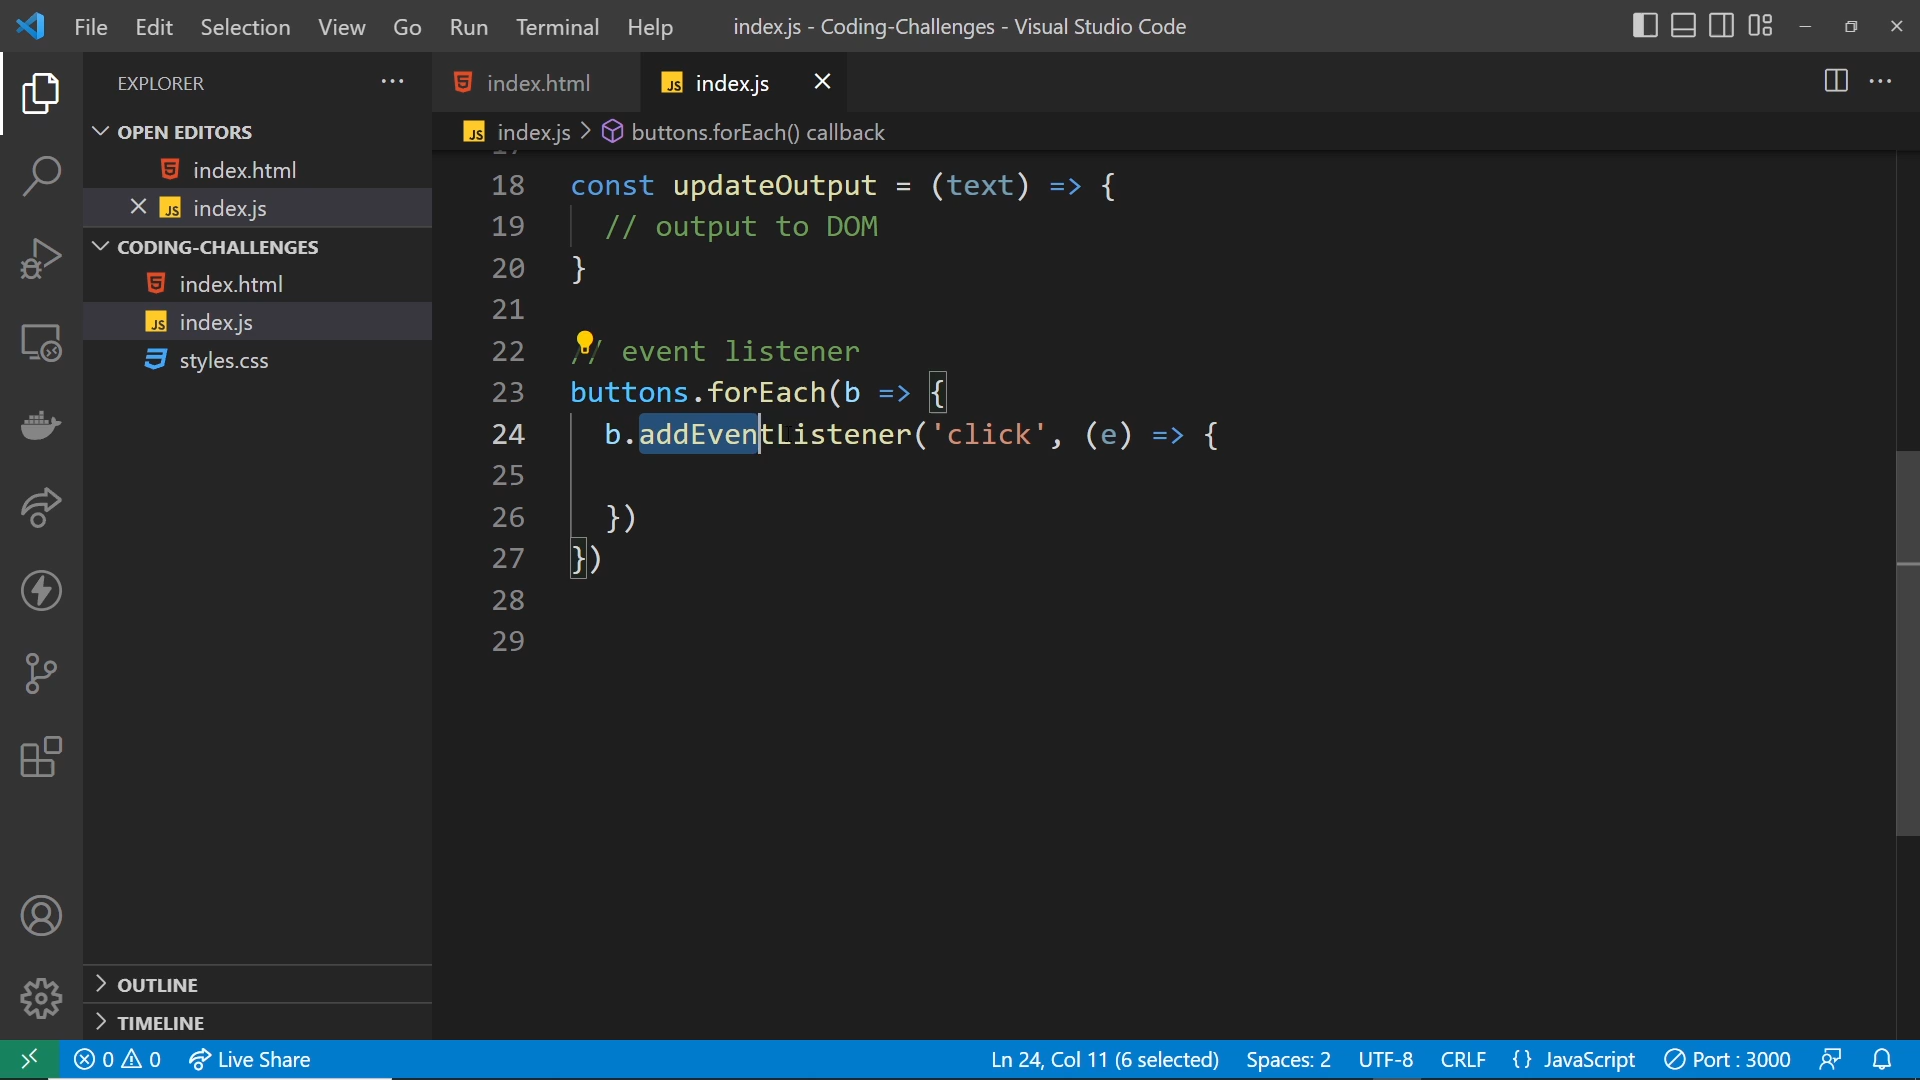 File Edit Selection View Go Run Terminal Help index.js - Coding-Challenges - Visual Studio Code
EXPLORER
OPEN EDITORS
index.html
JS index.js
CODING-CHALLENGES
index.html
JS index.js
styles.css
OUTLINE
TIMELINE
index.html JS index.js
JS index.js > buttons.forEach() callback
18 const updateOutput = (text) => {
19 // output to DOM
20 }
21
22 // event listener
23 buttons.forEach(b => {
24 b.addEventListener('click', (e) => {
25
26 })
27 })
28
29
0 0 Live Share Ln 24, Col 11 (6 selected) Spaces: 2 UTF-8 CRLF {} JavaScript Port : 3000